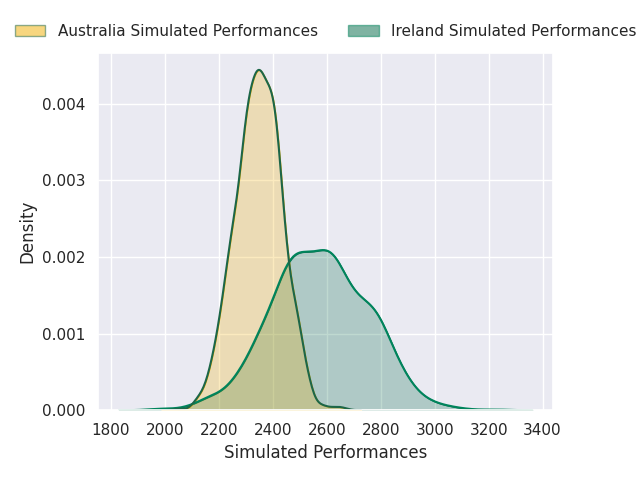 Australia Simulated Performances Ireland Simulated Performances
0.004
0.003
0.002
0.001
0.000
Density
1800 2000 2200 2400 2600 2800 3000 3200 3400
Simulated Performances